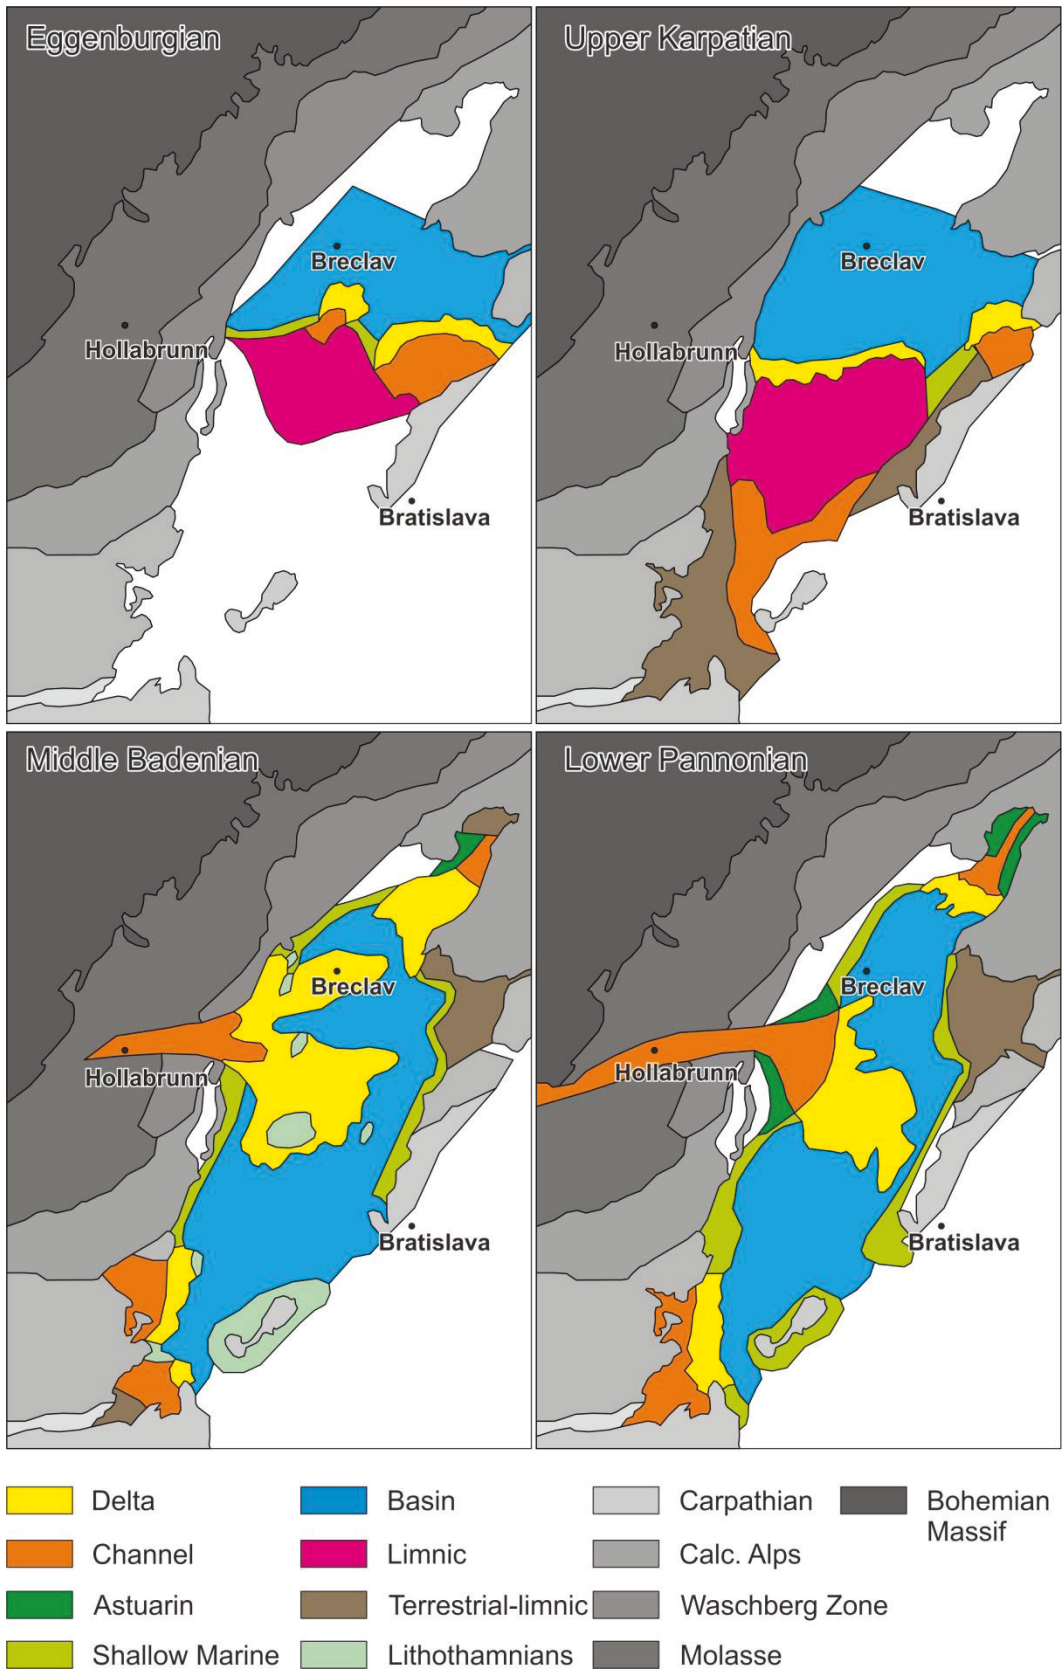 Eggenburgian
Breclav
Hollabrunn
Bratislava
Upper Karpatian
Breclav
Hollabrunn
Bratislava
Middle Badenian
Breclav
Hollabrunn
Bratislava
Lower Pannonian
Breclav
Hollabrunn
Bratislava
Delta
Basin
Carpathian
Bohemian
Massif
Channel
Limnic
Calc. Alps
Astuarin
Terrestrial-limnic
Waschberg Zone
Shallow Marine
Lithothamnians
Molasse